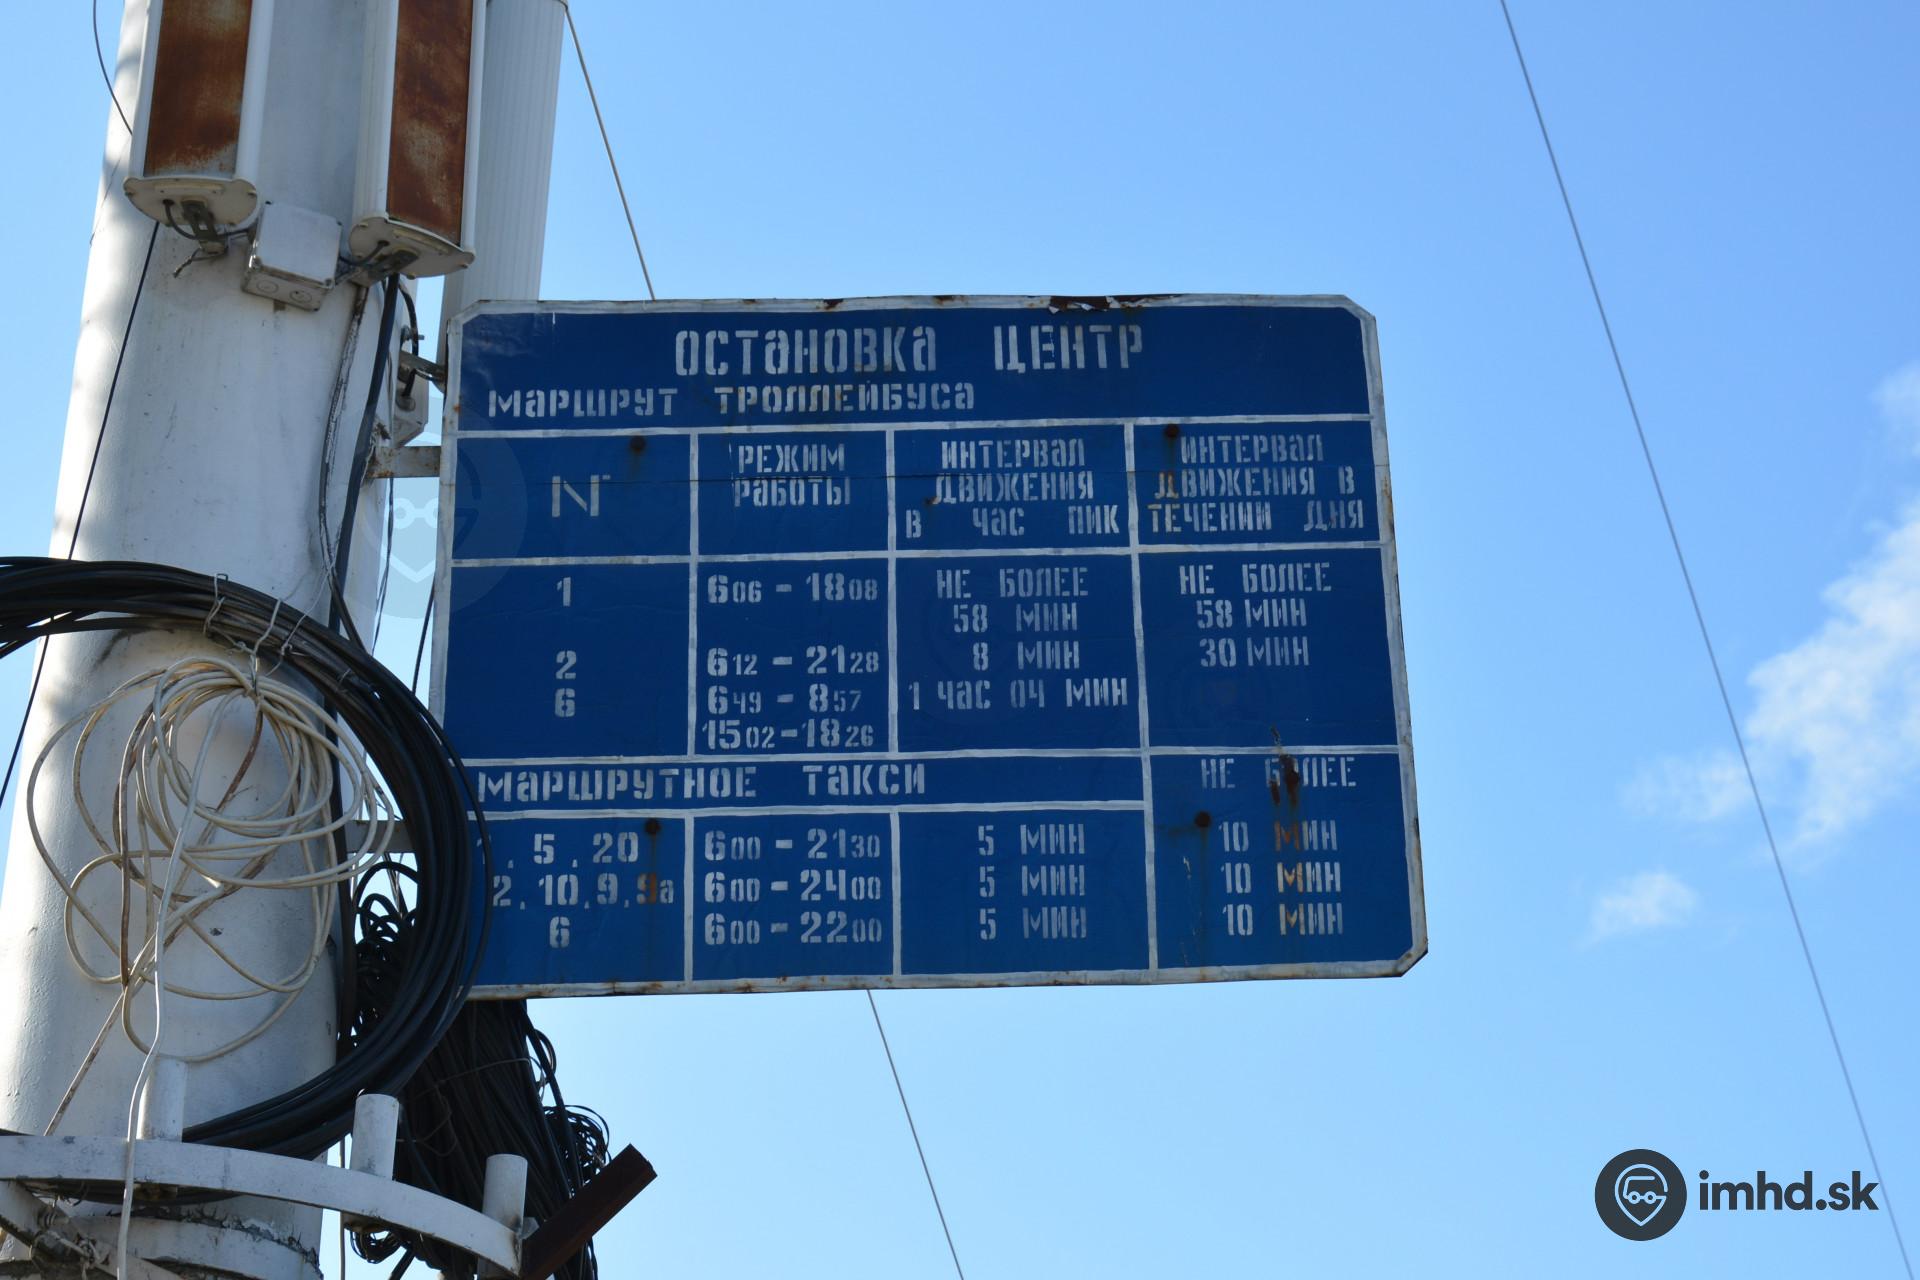 ОСТАНОВКА ЦЕНТР
МАРШРУТ ТРОЛЛЕЙБУСА
N РЕЖИМ РАБОТЫ ИНТЕРВАЛ ДВИЖЕНИЯ В ЧАС ПИК ИНТЕРВАЛ ДВИЖЕНИЯ В ТЕЧЕНИИ ДНЯ
1 6 06 - 18 08 НЕ БОЛЕЕ 58 МИН НЕ БОЛЕЕ 58 МИН
2 6 12 - 21 28 8 МИН 30 МИН
6 6 49 - 8 57 1 ЧАС 04 МИН
15 02 - 18 26
МАРШРУТНОЕ ТАКСИ НЕ БОЛЕЕ
, 5, 20 6 00 - 21 30 5 МИН 10 МИН
2, 10, 9, 9а 6 00 - 24 00 5 МИН 10 МИН
6 6 00 - 22 00 5 МИН 10 МИН
imhd.sk